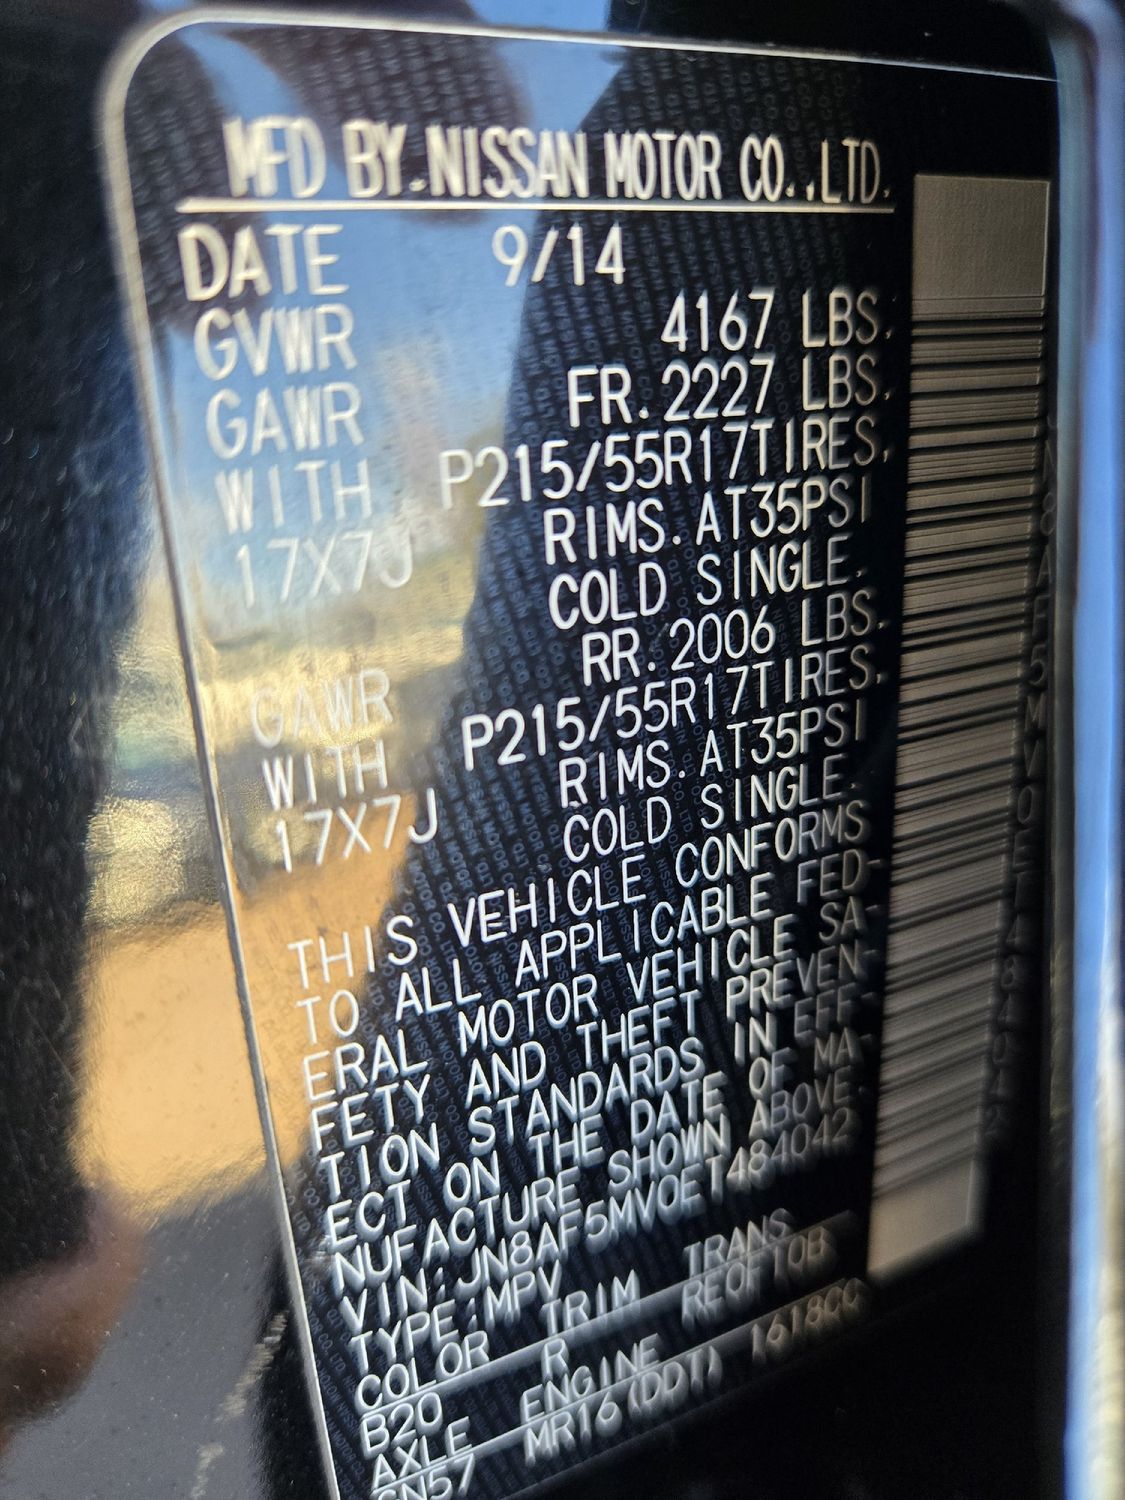 MFD BY.NISSAN MOTOR CO.,LTD.
DATE 9/14
GVWR 4167 LBS.
GAWR FR.2227 LBS.
WITH P215/55R17TIRES,
17X7J RIMS.AT35PSI
COLD SINGLE.
GAWR RR.2006 LBS.
WITH P215/55R17TIRES,
17X7J RIMS.AT35PSI
COLD SINGLE.
THIS VEHICLE CONFORMS
TO ALL APPLICABLE FED-
ERAL MOTOR VEHICLE SA-
FETY AND THEFT PREVEN-
TION STANDARDS IN EFF-
ECT ON THE DATE OF MA-
NUFACTURE SHOWN ABOVE.
VIN:JN8AF5MV0ET484042
TYPE:MPV
COLOR TRIM TRANS
B20 R RE0F10B
AXLE ENGINE
GN57 MR16(DDT) 1618CC